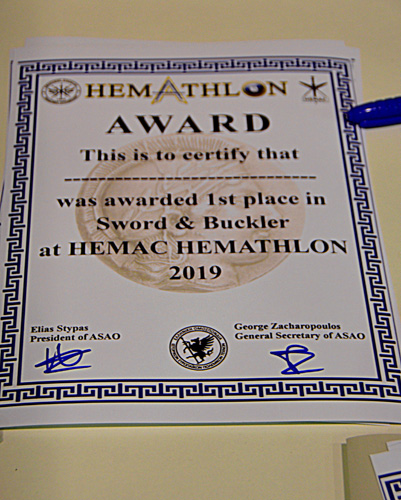 HEMATHLON
AWARD
This is to certify that
was awarded 1st place in
Sword & Buckler
at HEMAC HEMATHLON
2019
Elias Stypas
President of ASAO
George Zacharopoulos
General Secretary of ASAO